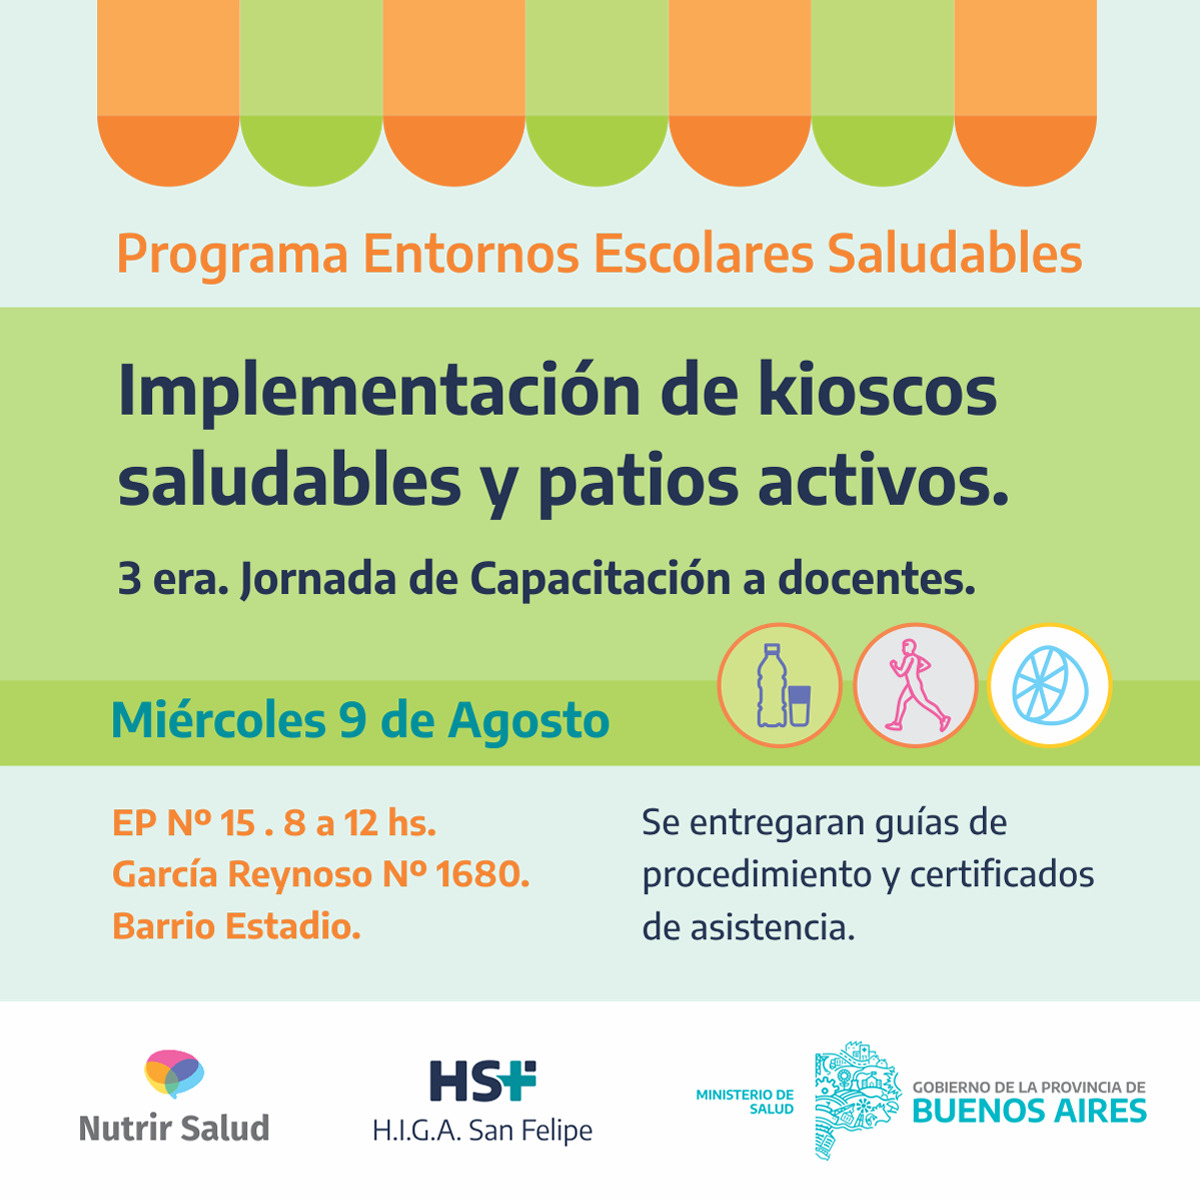 Programa Entornos Escolares Saludables
Implementación de kioscos
saludables y patios activos.
3 era. Jornada de Capacitación a docentes.
Miércoles 9 de Agosto
EP Nº 15 . 8 a 12 hs.
García Reynoso Nº 1680.
Barrio Estadio.
Se entregaran guías de
procedimiento y certificados
de asistencia.
Nutrir Salud
HS+
H.I.G.A. San Felipe
MINISTERIO DE
SALUD
GOBIERNO DE LA PROVINCIA DE
BUENOS AIRES